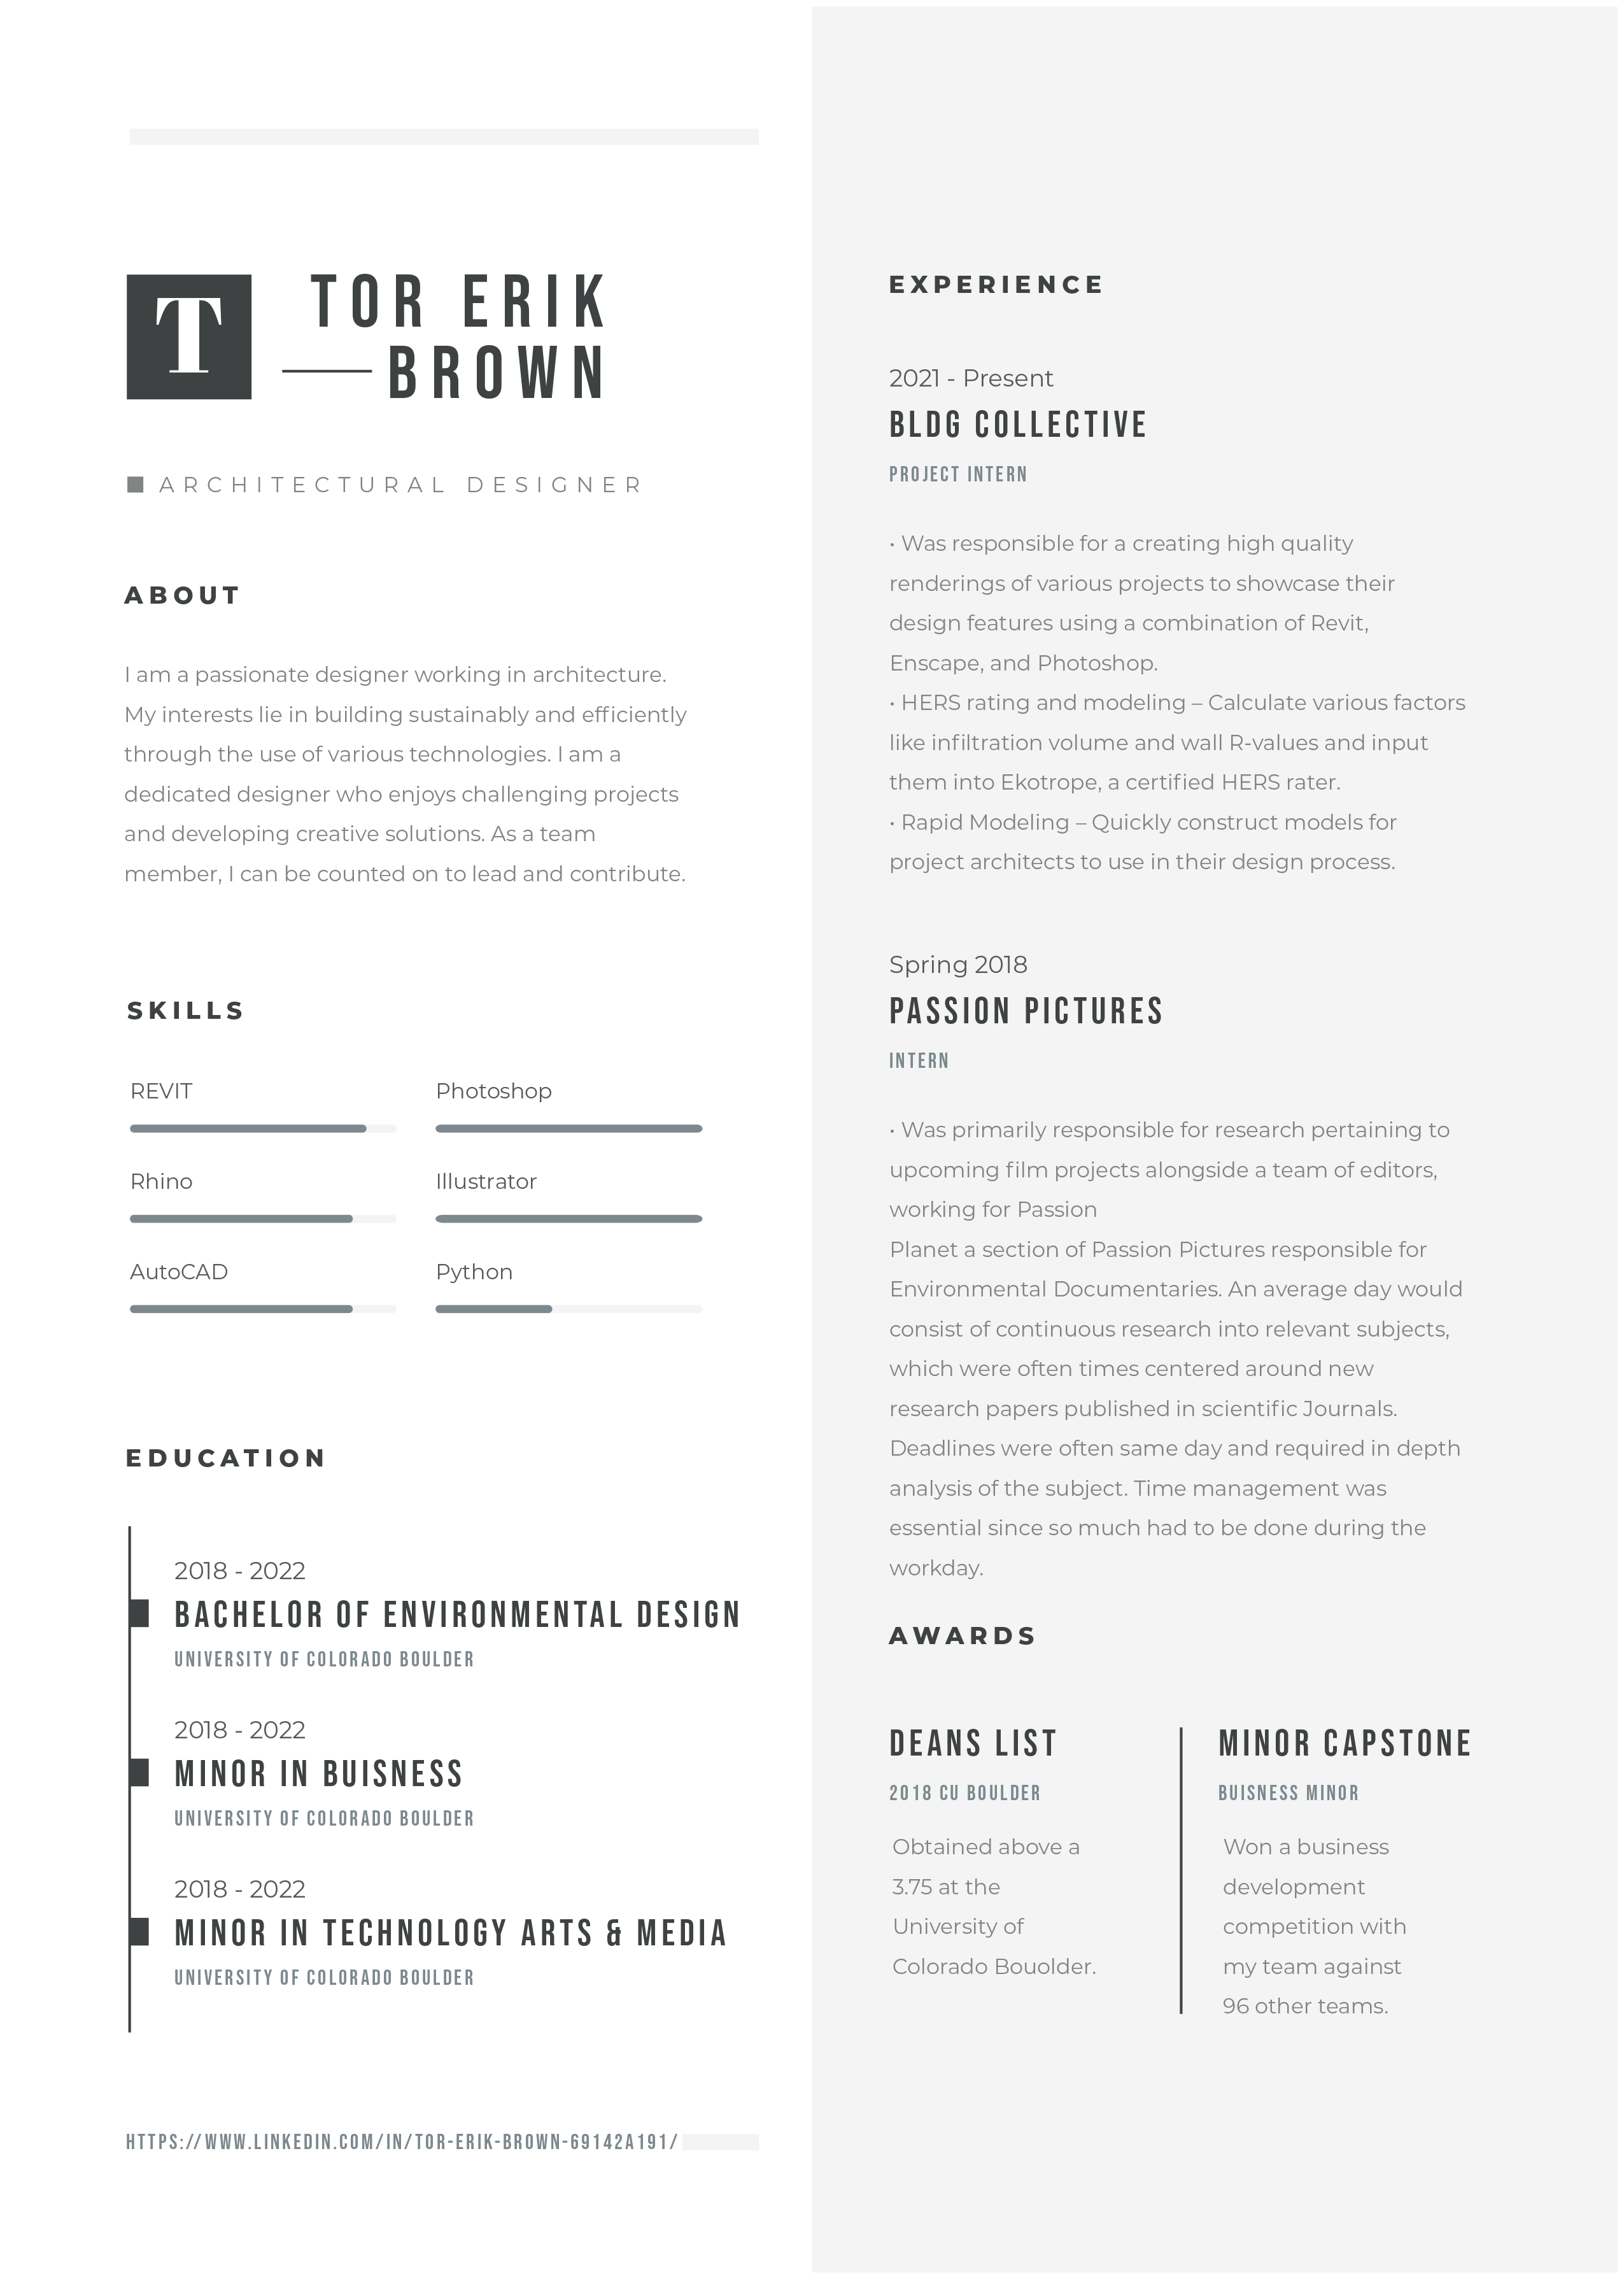 T
TOR ERIK
BROWN
ARCHITECTURAL DESIGNER
ABOUT
I am a passionate designer working in architecture.
My interests lie in building sustainably and efficiently
through the use of various technologies. I am a
dedicated designer who enjoys challenging projects
and developing creative solutions. As a team
member, I can be counted on to lead and contribute.
SKILLS
REVIT
Photoshop
Rhino
Illustrator
AutoCAD
Python
EDUCATION
2018 - 2022
BACHELOR OF ENVIRONMENTAL DESIGN
UNIVERSITY OF COLORADO BOULDER
2018 - 2022
MINOR IN BUISNESS
UNIVERSITY OF COLORADO BOULDER
2018 - 2022
MINOR IN TECHNOLOGY ARTS & MEDIA
UNIVERSITY OF COLORADO BOULDER
HTTPS://WWW.LINKEDIN.COM/IN/TOR-ERIK-BROWN-69142A191/
EXPERIENCE
2021 - Present
BLDG COLLECTIVE
PROJECT INTERN
• Was responsible for a creating high quality
renderings of various projects to showcase their
design features using a combination of Revit,
Enscape, and Photoshop.
• HERS rating and modeling – Calculate various factors
like infiltration volume and wall R-values and input
them into Ekotrope, a certified HERS rater.
• Rapid Modeling – Quickly construct models for
project architects to use in their design process.
Spring 2018
PASSION PICTURES
INTERN
• Was primarily responsible for research pertaining to
upcoming film projects alongside a team of editors,
working for Passion
Planet a section of Passion Pictures responsible for
Environmental Documentaries. An average day would
consist of continuous research into relevant subjects,
which were often times centered around new
research papers published in scientific Journals.
Deadlines were often same day and required in depth
analysis of the subject. Time management was
essential since so much had to be done during the
workday.
AWARDS
DEANS LIST
2018 CU BOULDER
Obtained above a
3.75 at the
University of
Colorado Bouolder.
MINOR CAPSTONE
BUISNESS MINOR
Won a business
development
competition with
my team against
96 other teams.